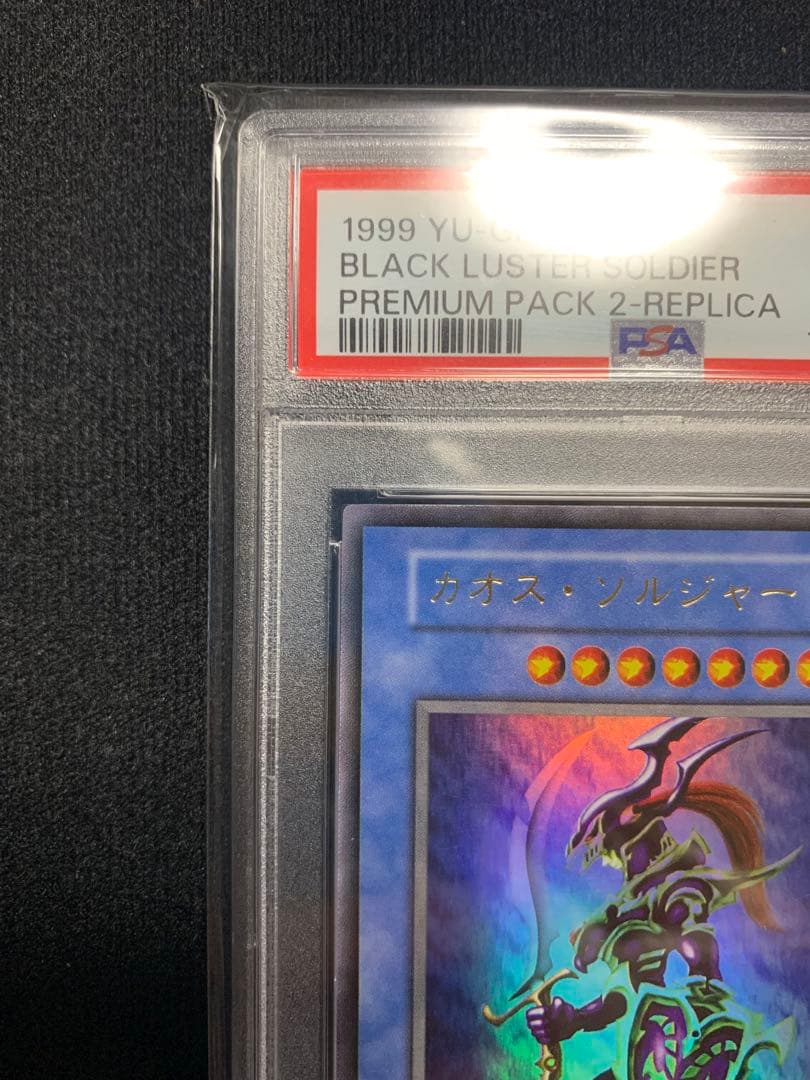 1999 YU-
BLACK LUSTER SOLDIER
PREMIUM PACK 2-REPLICA
PSA
カオス・ソルジャー